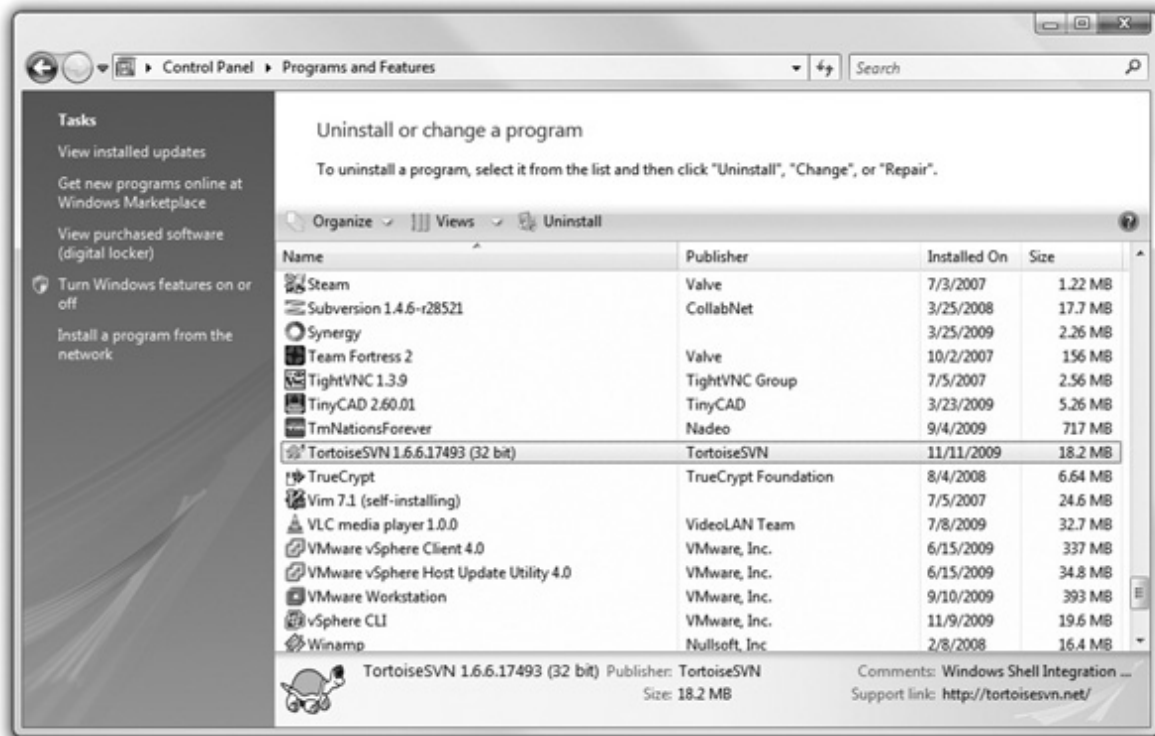 Control Panel Programs and Features
Search
Tasks
View installed updates
Get new programs online at
Windows Marketplace
View purchased software
(digital locker)
Turn Windows features on or
off
Install a program from the
network
Uninstall or change a program
To uninstall a program, select it from the list and then click "Uninstall", "Change", or "Repair".
Organize Views Uninstall
Name Publisher Installed On Size
Steam Valve 7/3/2007 1.22 MB
Subversion 1.4.6-r28521 CollabNet 3/25/2008 17.7 MB
Synergy 3/25/2009 2.26 MB
Team Fortress 2 Valve 10/2/2007 156 MB
TightVNC 1.3.9 TightVNC Group 7/5/2007 2.56 MB
TinyCAD 2.60.01 TinyCAD 3/23/2009 5.26 MB
TmNationsForever Nadeo 9/4/2009 717 MB
TortoiseSVN 1.6.6.17493 (32 bit) TortoiseSVN 11/11/2009 18.2 MB
TrueCrypt TrueCrypt Foundation 8/4/2008 6.64 MB
Vim 7.1 (self-installing) 7/5/2007 24.6 MB
VLC media player 1.0.0 VideoLAN Team 7/8/2009 32.7 MB
VMware vSphere Client 4.0 VMware, Inc. 6/15/2009 337 MB
VMware vSphere Host Update Utility 4.0 VMware, Inc. 6/15/2009 34.8 MB
VMware Workstation VMware, Inc. 9/10/2009 393 MB
vSphere CLI VMware, Inc. 11/9/2009 19.6 MB
Winamp Nullsoft, Inc 2/8/2008 16.4 MB
TortoiseSVN 1.6.6.17493 (32 bit) Publisher: TortoiseSVN Comments: Windows Shell Integration ...
Size: 18.2 MB Support link: http://tortoisesvn.net/